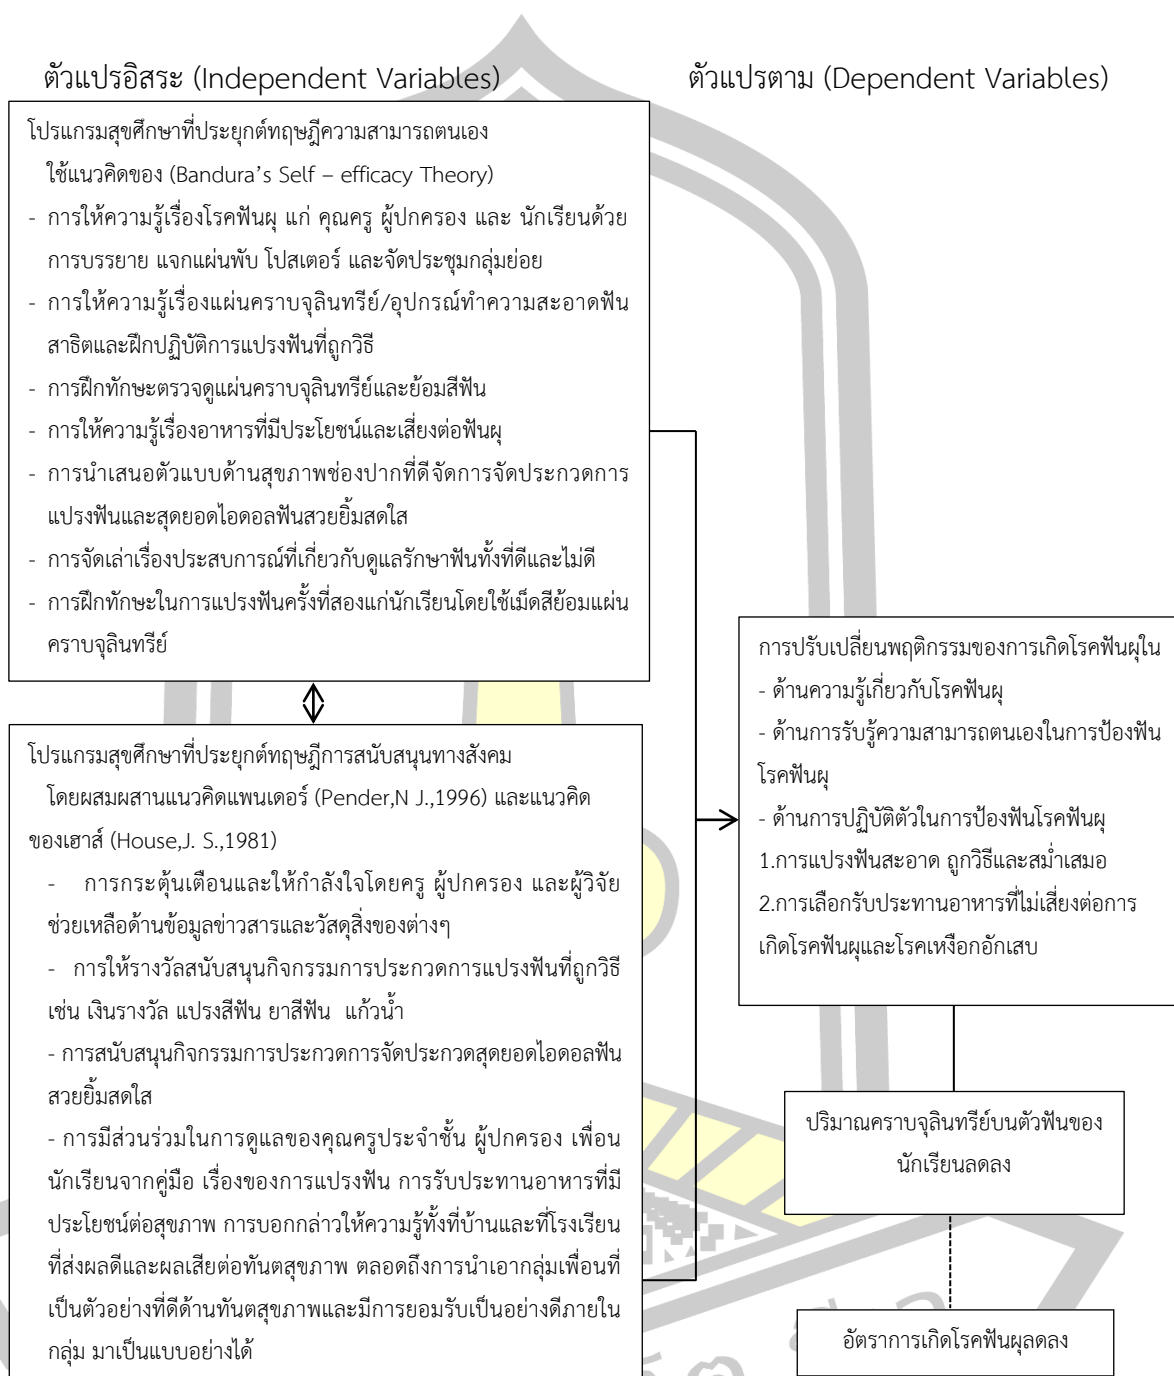 ตัวแปรอิสระ (Independent Variables)
ตัวแปรตาม (Dependent Variables)
โปรแกรมสุขศึกษาที่ประยุกต์ทฤษฎีความสามารถตนเอง
ใช้แนวคิดของ (Bandura’s Self – efficacy Theory)
- การให้ความรู้เรื่องโรคฟันผุ แก่ คุณครู ผู้ปกครอง และ นักเรียนด้วย
การบรรยาย แจกแผ่นพับ โปสเตอร์ และจัดประชุมกลุ่มย่อย
- การให้ความรู้เรื่องแผ่นคราบจุลินทรีย์/อุปกรณ์ทำความสะอาดฟัน
สาธิตและฝึกปฏิบัติการแปรงฟันที่ถูกวิธี
- การฝึกทักษะตรวจดูแผ่นคราบจุลินทรีย์และย้อมสีฟัน
- การให้ความรู้เรื่องอาหารที่มีประโยชน์และเสี่ยงต่อฟันผุ
- การนำเสนอตัวแบบด้านสุขภาพช่องปากที่ดีจัดการจัดประกวดการ
แปรงฟันและสุดยอดไอดอลฟันสวยยิ้มสดใส
- การจัดเล่าเรื่องประสบการณ์ที่เกี่ยวกับดูแลรักษาฟันทั้งที่ดีและไม่ดี
- การฝึกทักษะในการแปรงฟันครั้งที่สองแก่นักเรียนโดยใช้เม็ดสีย้อมแผ่น
คราบจุลินทรีย์
โปรแกรมสุขศึกษาที่ประยุกต์ทฤษฎีการสนับสนุนทางสังคม
โดยผสมผสานแนวคิดแพนเดอร์ (Pender,N J.,1996) และแนวคิด
ของเฮาส์ (House,J. S.,1981)
- การกระตุ้นเตือนและให้กำลังใจโดยครู ผู้ปกครอง และผู้วิจัย
ช่วยเหลือด้านข้อมูลข่าวสารและวัสดุสิ่งของต่างๆ
- การให้รางวัลสนับสนุนกิจกรรมการประกวดการแปรงฟันที่ถูกวิธี
เช่น เงินรางวัล แปรงสีฟัน ยาสีฟัน แก้วน้ำ
- การสนับสนุนกิจกรรมการประกวดการจัดประกวดสุดยอดไอดอลฟัน
สวยยิ้มสดใส
- การมีส่วนร่วมในการดูแลของคุณครูประจำชั้น ผู้ปกครอง เพื่อน
นักเรียนจากคู่มือ เรื่องของการแปรงฟัน การรับประทานอาหารที่มี
ประโยชน์ต่อสุขภาพ การบอกกล่าวให้ความรู้ทั้งที่บ้านและที่โรงเรียน
ที่ส่งผลดีและผลเสียต่อทันตสุขภาพ ตลอดถึงการนำเอากลุ่มเพื่อนที่
เป็นตัวอย่างที่ดีด้านทันตสุขภาพและมีการยอมรับเป็นอย่างดีภายใน
กลุ่ม มาเป็นแบบอย่างได้
การปรับเปลี่ยนพฤติกรรมของการเกิดโรคฟันผุใน
- ด้านความรู้เกี่ยวกับโรคฟันผุ
- ด้านการรับรู้ความสามารถตนเองในการป้องฟัน
โรคฟันผุ
- ด้านการปฏิบัติตัวในการป้องฟันโรคฟันผุ
1.การแปรงฟันสะอาด ถูกวิธีและสม่ำเสมอ
2.การเลือกรับประทานอาหารที่ไม่เสี่ยงต่อการ
เกิดโรคฟันผุและโรคเหงือกอักเสบ
ปริมาณคราบจุลินทรีย์บนตัวฟันของ
นักเรียนลดลง
อัตราการเกิดโรคฟันผุลดลง